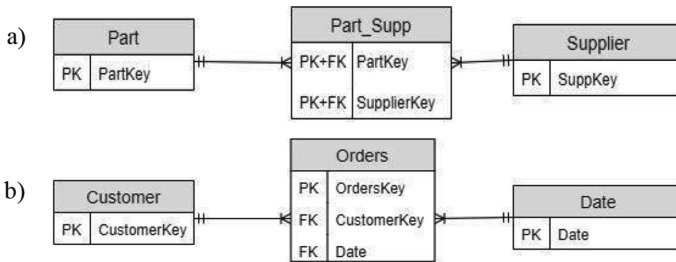 a)
Part
PK PartKey
Part_Supp
PK+FK PartKey
PK+FK SupplierKey
Supplier
PK SuppKey
b)
Customer
PK CustomerKey
Orders
PK OrdersKey
FK CustomerKey
FK Date
Date
PK Date